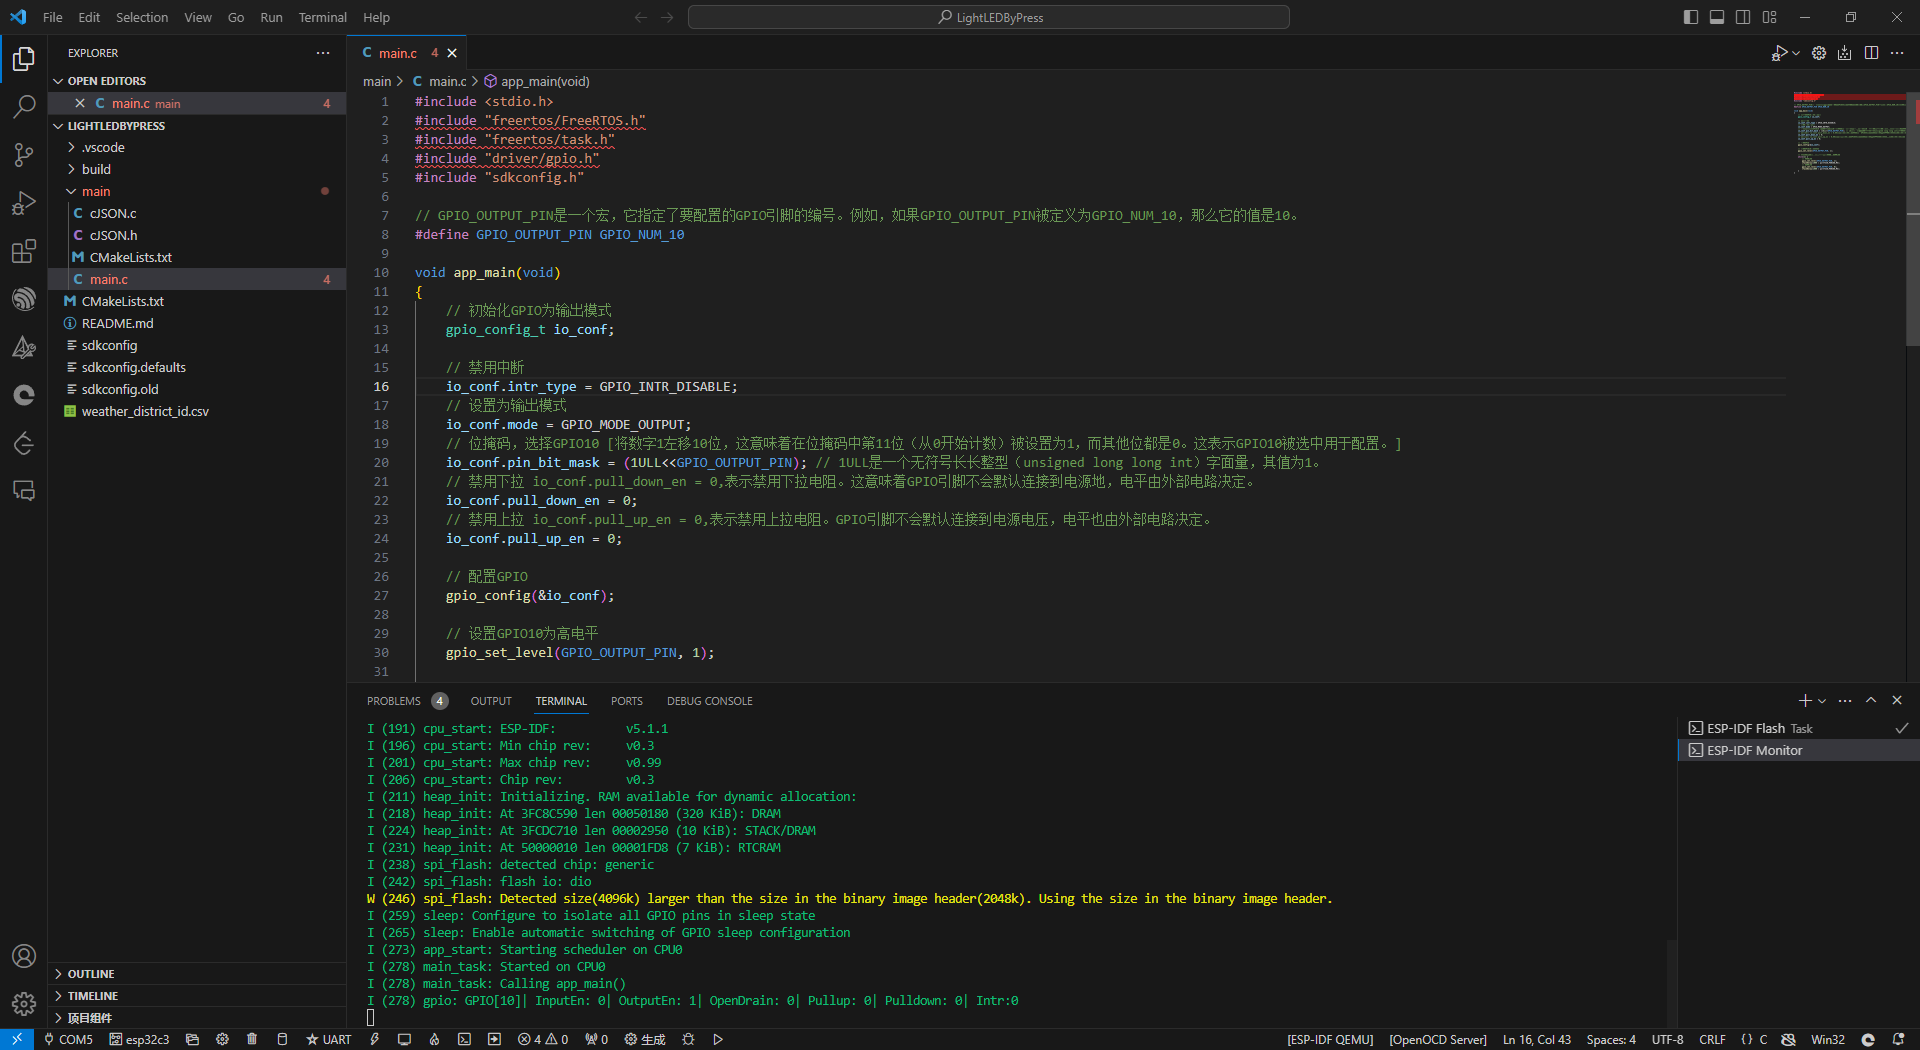 File Edit Selection View Go Run Terminal Help
LightLEDByPress
EXPLORER
OPEN EDITORS
main.c main 4
LIGHTLEDBYPRESS
.vscode
build
main
cJSON.c
cJSON.h
CMakeLists.txt
main.c 4
CMakeLists.txt
README.md
sdkconfig
sdkconfig.defaults
sdkconfig.old
weather_district_id.csv
OUTLINE
TIMELINE
项目组件
main.c 4
main > C main.c > app_main(void)
1 #include <stdio.h>
2 #include "freertos/FreeRTOS.h"
3 #include "freertos/task.h"
4 #include "driver/gpio.h"
5 #include "sdkconfig.h"
6
7 // GPIO_OUTPUT_PIN是一个宏，它指定了要配置的GPIO引脚的编号。例如，如果GPIO_OUTPUT_PIN被定义为GPIO_NUM_10，那么它的值是10。
8 #define GPIO_OUTPUT_PIN GPIO_NUM_10
9
10 void app_main(void)
11 {
12 // 初始化GPIO为输出模式
13 gpio_config_t io_conf;
14
15 // 禁用中断
16 io_conf.intr_type = GPIO_INTR_DISABLE;
17 // 设置为输出模式
18 io_conf.mode = GPIO_MODE_OUTPUT;
19 // 位掩码，选择GPIO10 [将数字1左移10位，这意味着在位掩码中第11位（从0开始计数）被设置为1，而其他位都是0。这表示GPIO10被选中用于配置。]
20 io_conf.pin_bit_mask = (1ULL<<GPIO_OUTPUT_PIN); // 1ULL是一个无符号长长整型（unsigned long long int）字面量，其值为1。
21 // 禁用下拉 io_conf.pull_down_en = 0,表示禁用下拉电阻。这意味着GPIO引脚不会默认连接到电源地，电平由外部电路决定。
22 io_conf.pull_down_en = 0;
23 // 禁用上拉 io_conf.pull_up_en = 0,表示禁用上拉电阻。GPIO引脚不会默认连接到电源电压，电平也由外部电路决定。
24 io_conf.pull_up_en = 0;
25
26 // 配置GPIO
27 gpio_config(&io_conf);
28
29 // 设置GPIO10为高电平
30 gpio_set_level(GPIO_OUTPUT_PIN, 1);
31
PROBLEMS 4 OUTPUT TERMINAL PORTS DEBUG CONSOLE
I (191) cpu_start: ESP-IDF: v5.1.1
I (196) cpu_start: Min chip rev: v0.3
I (201) cpu_start: Max chip rev: v0.99
I (206) cpu_start: Chip rev: v0.3
I (211) heap_init: Initializing. RAM available for dynamic allocation:
I (218) heap_init: At 3FC8C590 len 00050180 (320 KiB): DRAM
I (224) heap_init: At 3FCDC710 len 00002950 (10 KiB): STACK/DRAM
I (231) heap_init: At 50000010 len 00001FD8 (7 KiB): RTCRAM
I (238) spi_flash: detected chip: generic
I (242) spi_flash: flash io: dio
W (246) spi_flash: Detected size(4096k) larger than the size in the binary image header(2048k). Using the size in the binary image header.
I (259) sleep: Configure to isolate all GPIO pins in sleep state
I (265) sleep: Enable automatic switching of GPIO sleep configuration
I (273) app_start: Starting scheduler on CPU0
I (278) main_task: Started on CPU0
I (278) main_task: Calling app_main()
I (278) gpio: GPIO[10]| InputEn: 0| OutputEn: 1| OpenDrain: 0| Pullup: 0| Pulldown: 0| Intr:0
ESP-IDF Flash Task
ESP-IDF Monitor
COM5 esp32c3 UART 4 0 0 生成 [ESP-IDF QEMU] [OpenOCD Server] Ln 16, Col 43 Spaces: 4 UTF-8 CRLF {} C Win32